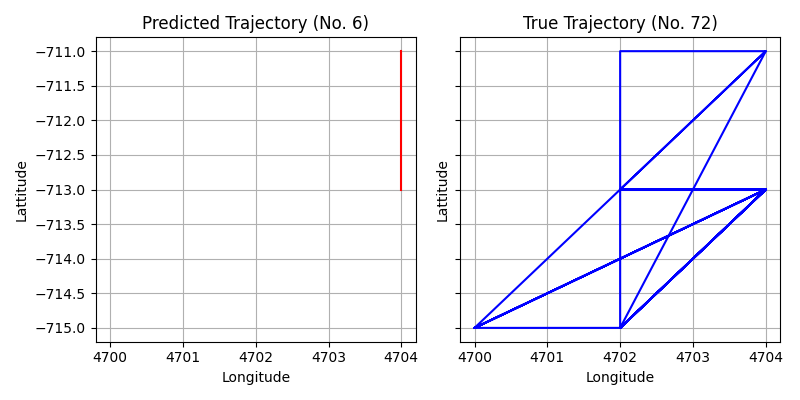 Predicted Trajectory (No. 6)
True Trajectory (No. 72)
−711.0
−711.5
−712.0
−712.5
−713.0
−713.5
−714.0
−714.5
−715.0
Lattitude
Lattitude
4700 4701 4702 4703 4704
4700 4701 4702 4703 4704
Longitude
Longitude